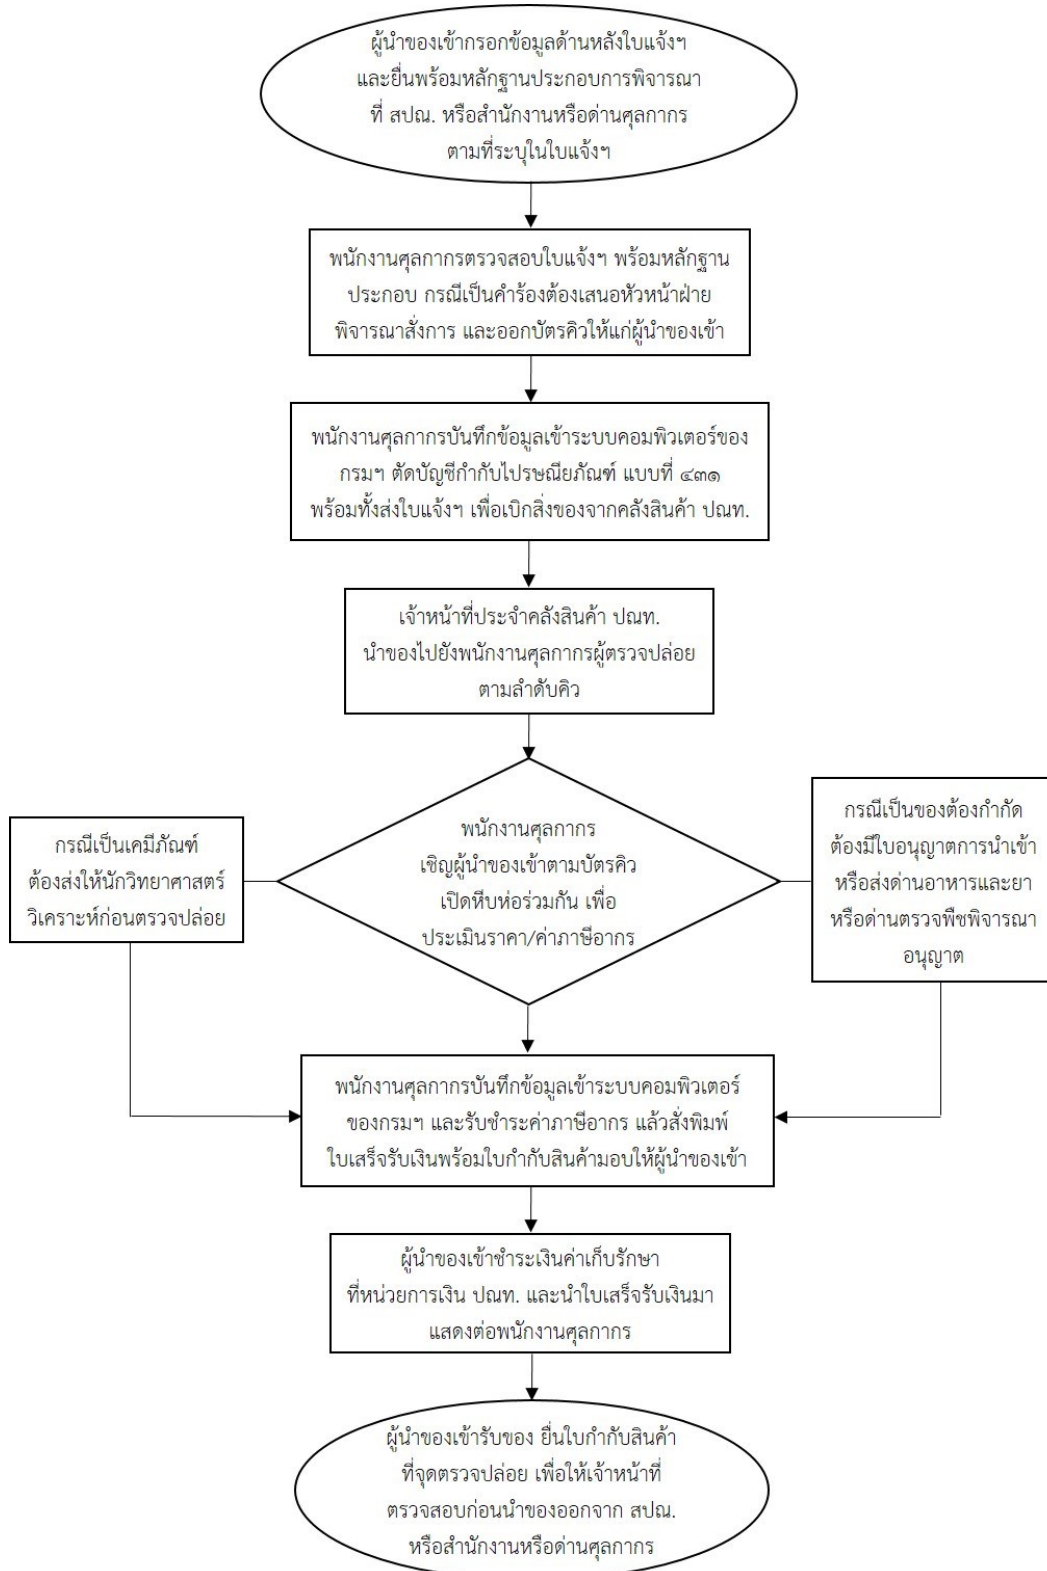 ผู้นำของเข้ากรอกข้อมูลด้านหลังใบแจ้งฯ
และยื่นพร้อมหลักฐานประกอบการพิจารณา
ที่ สปณ. หรือสำนักงานหรือด่านศุลกากร
ตามที่ระบุในใบแจ้งฯ
พนักงานศุลกากรตรวจสอบใบแจ้งฯ พร้อมหลักฐาน
ประกอบ กรณีเป็นคำร้องต้องเสนอหัวหน้าฝ่าย
พิจารณาสั่งการ และออกบัตรคิวให้แก่ผู้นำของเข้า
พนักงานศุลกากรบันทึกข้อมูลเข้าระบบคอมพิวเตอร์ของ
กรมฯ ตัดบัญชีกำกับไปรษณียภัณฑ์ แบบที่ ๔๓๑
พร้อมทั้งส่งใบแจ้งฯ เพื่อเบิกสิ่งของจากคลังสินค้า ปณท.
เจ้าหน้าที่ประจำคลังสินค้า ปณท.
นำของไปยังพนักงานศุลกากรผู้ตรวจปล่อย
ตามลำดับคิว
กรณีเป็นเคมีภัณฑ์
ต้องส่งให้นักวิทยาศาสตร์
วิเคราะห์ก่อนตรวจปล่อย
พนักงานศุลกากร
เชิญผู้นำของเข้าตามบัตรคิว
เปิดหีบห่อร่วมกัน เพื่อ
ประเมินราคา/ค่าภาษีอากร
กรณีเป็นของต้องกำกัด
ต้องมีใบอนุญาตการนำเข้า
หรือส่งด่านอาหารและยา
หรือด่านตรวจพืชพิจารณา
อนุญาต
พนักงานศุลกากรบันทึกข้อมูลเข้าระบบคอมพิวเตอร์
ของกรมฯ และรับชำระค่าภาษีอากร แล้วสั่งพิมพ์
ใบเสร็จรับเงินพร้อมใบกำกับสินค้ามอบให้ผู้นำของเข้า
ผู้นำของเข้าชำระเงินค่าเก็บรักษา
ที่หน่วยการเงิน ปณท. และนำใบเสร็จรับเงินมา
แสดงต่อพนักงานศุลกากร
ผู้นำของเข้ารับของ ยื่นใบกำกับสินค้า
ที่จุดตรวจปล่อย เพื่อให้เจ้าหน้าที่
ตรวจสอบก่อนนำของออกจาก สปณ.
หรือสำนักงานหรือด่านศุลกากร